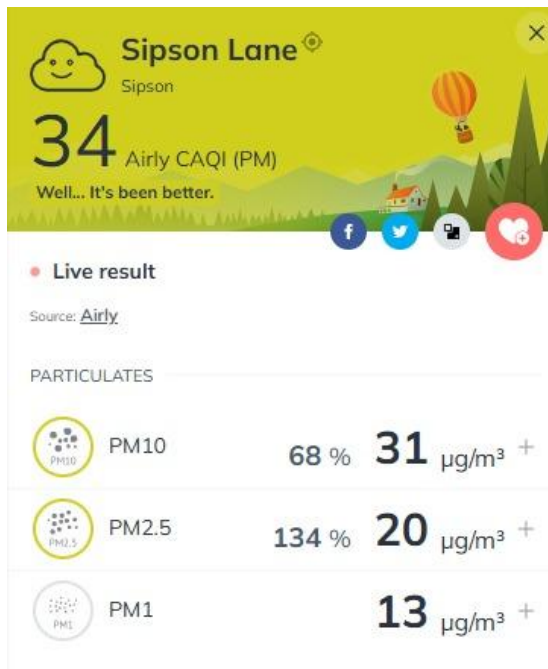 Sipson Lane
Sipson
34 Airly CAQI (PM)
Well... It's been better.
Live result
Source: Airly
PARTICULATES
PM10 PM10 68 % 31 µg/m³ +
PM2.5 PM2.5 134 % 20 µg/m³ +
PM1 PM1 13 µg/m³ +